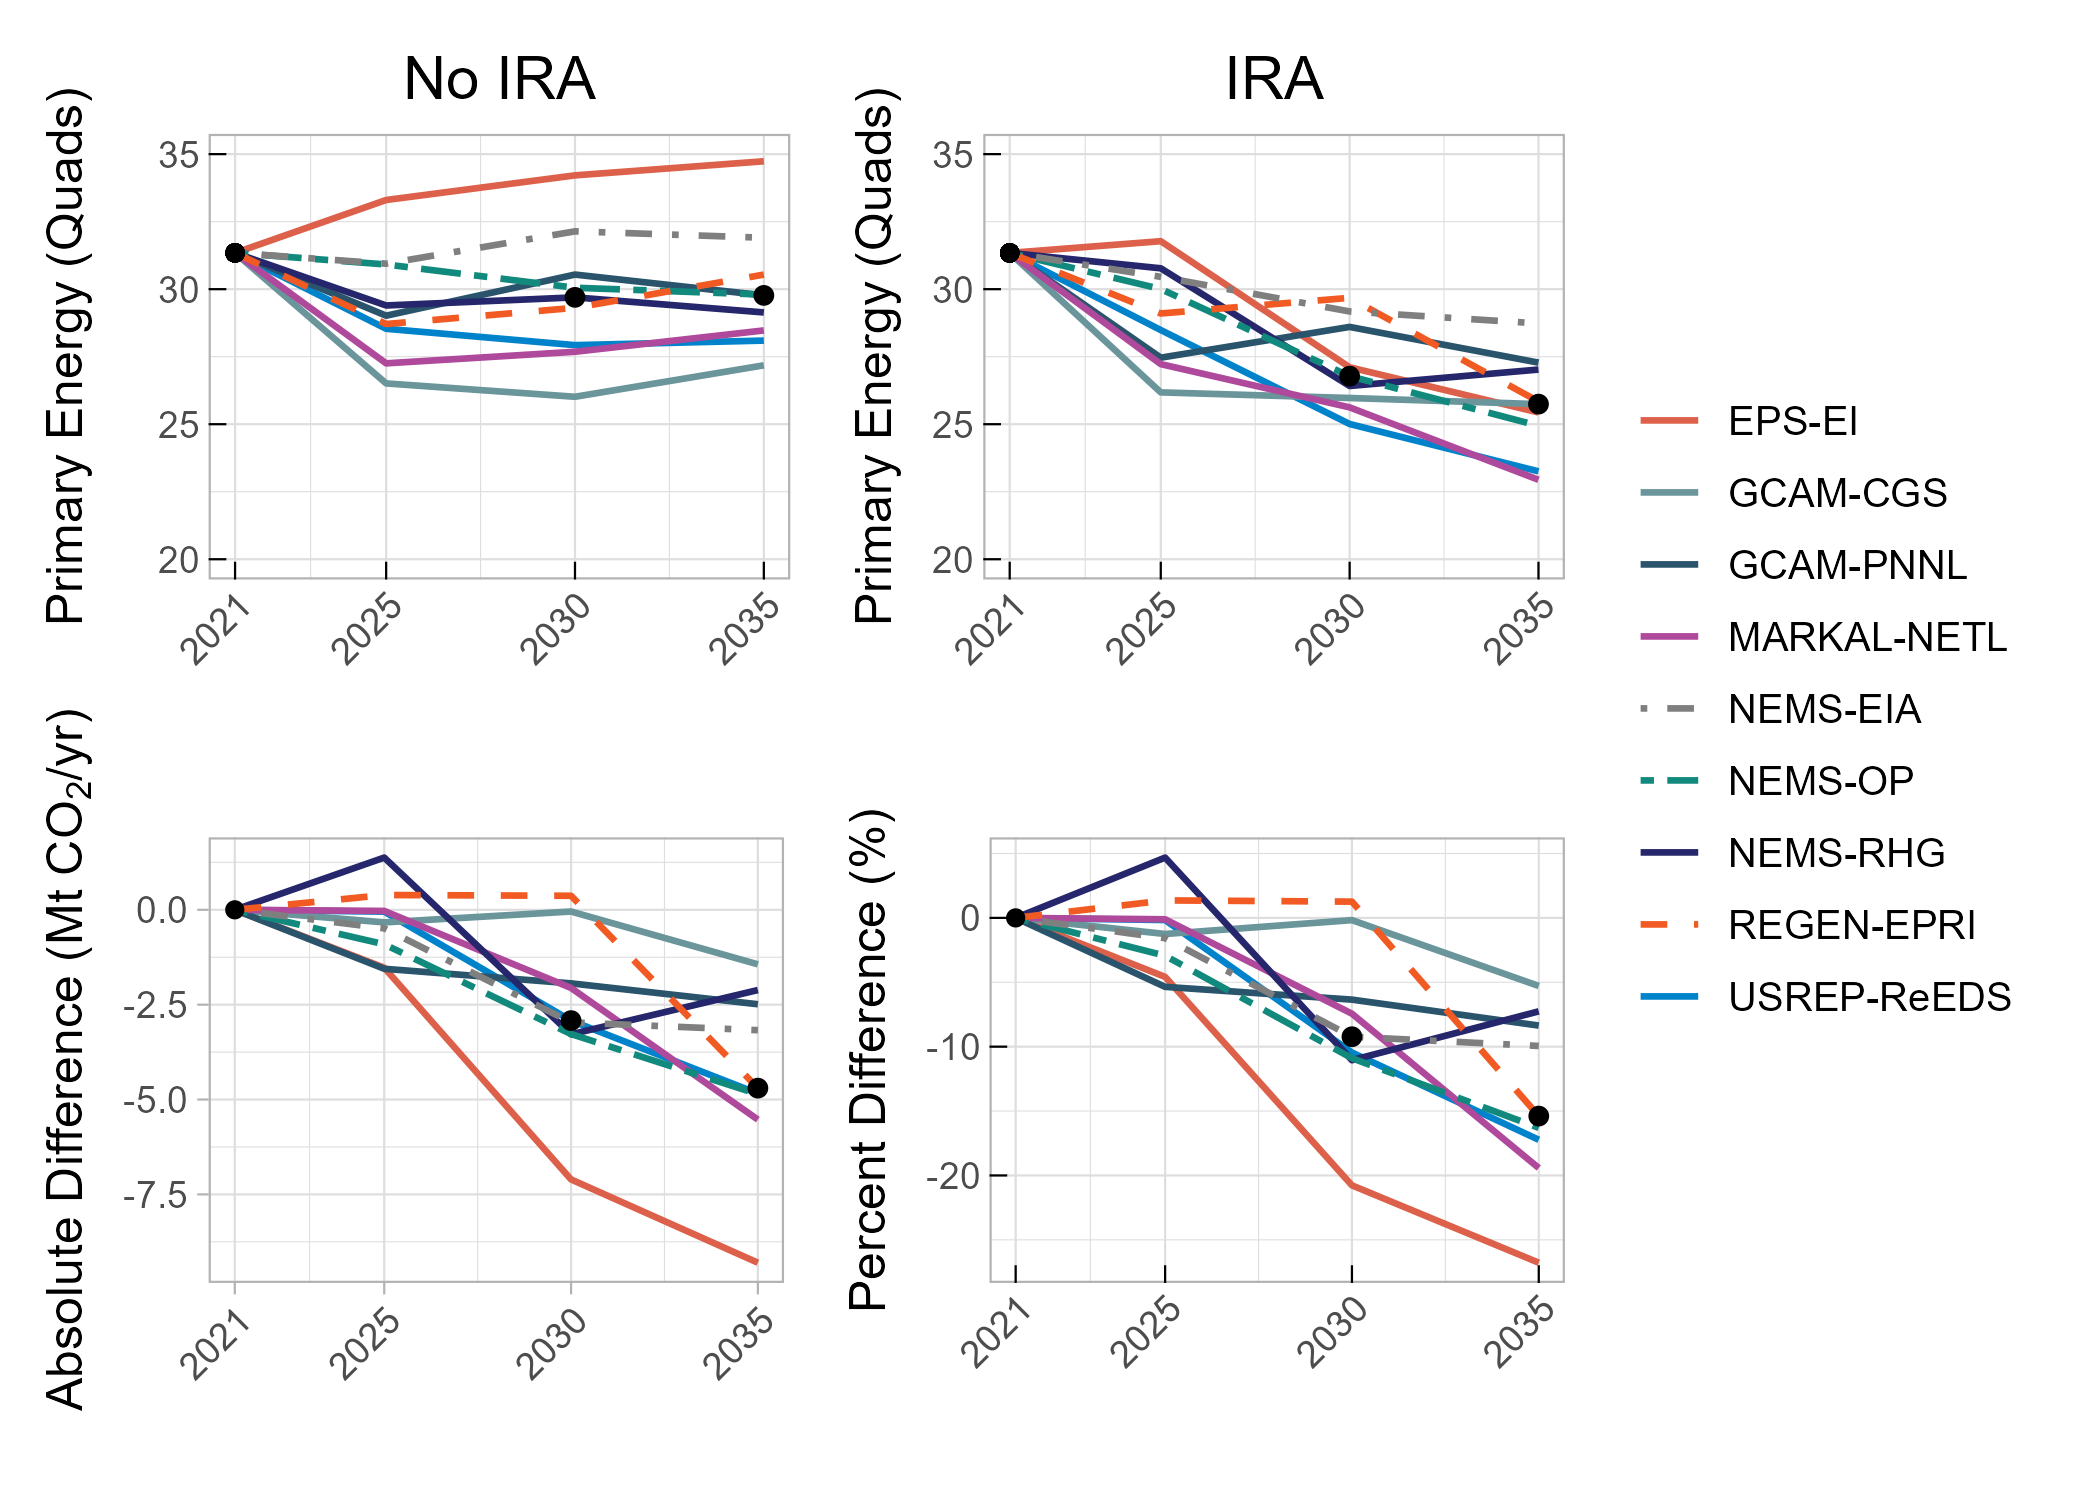 No IRA
IRA
Primary Energy (Quads)
35
30
25
20
2021
2025
2030
2035
Primary Energy (Quads)
35
30
25
20
2021
2025
2030
2035
Absolute Difference (Mt CO₂/yr)
0.0
-2.5
-5.0
-7.5
2021
2025
2030
2035
Percent Difference (%)
0
-10
-20
2021
2025
2030
2035
EPS-EI
GCAM-CGS
GCAM-PNNL
MARKAL-NETL
NEMS-EIA
NEMS-OP
NEMS-RHG
REGEN-EPRI
USREP-ReEDS